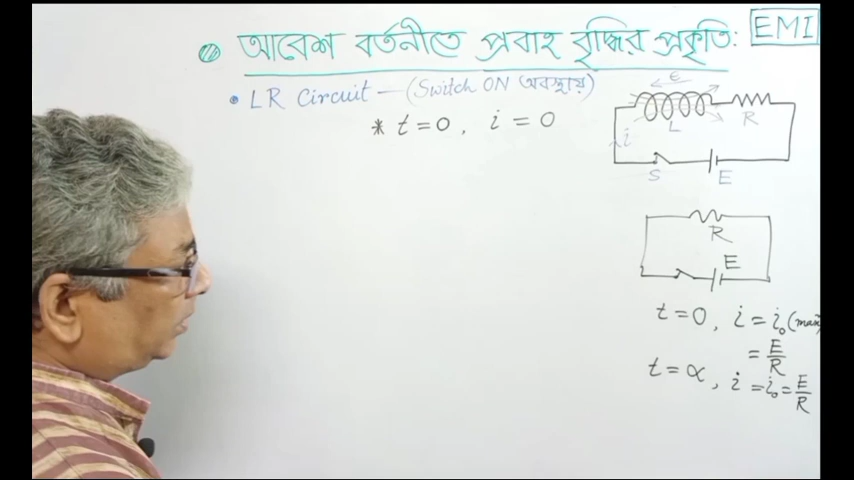 EMI
আবেশ বর্তনীতে প্রবাহ বৃদ্ধির প্রকৃতি:
• LR Circuit — (Switch ON অবস্থায়)
* t = 0, i = 0
ε
L
R
i
S
E
R
E
t = 0, i = i₀ (max)
= E/R
t = ∝, i = i₀ = E/R